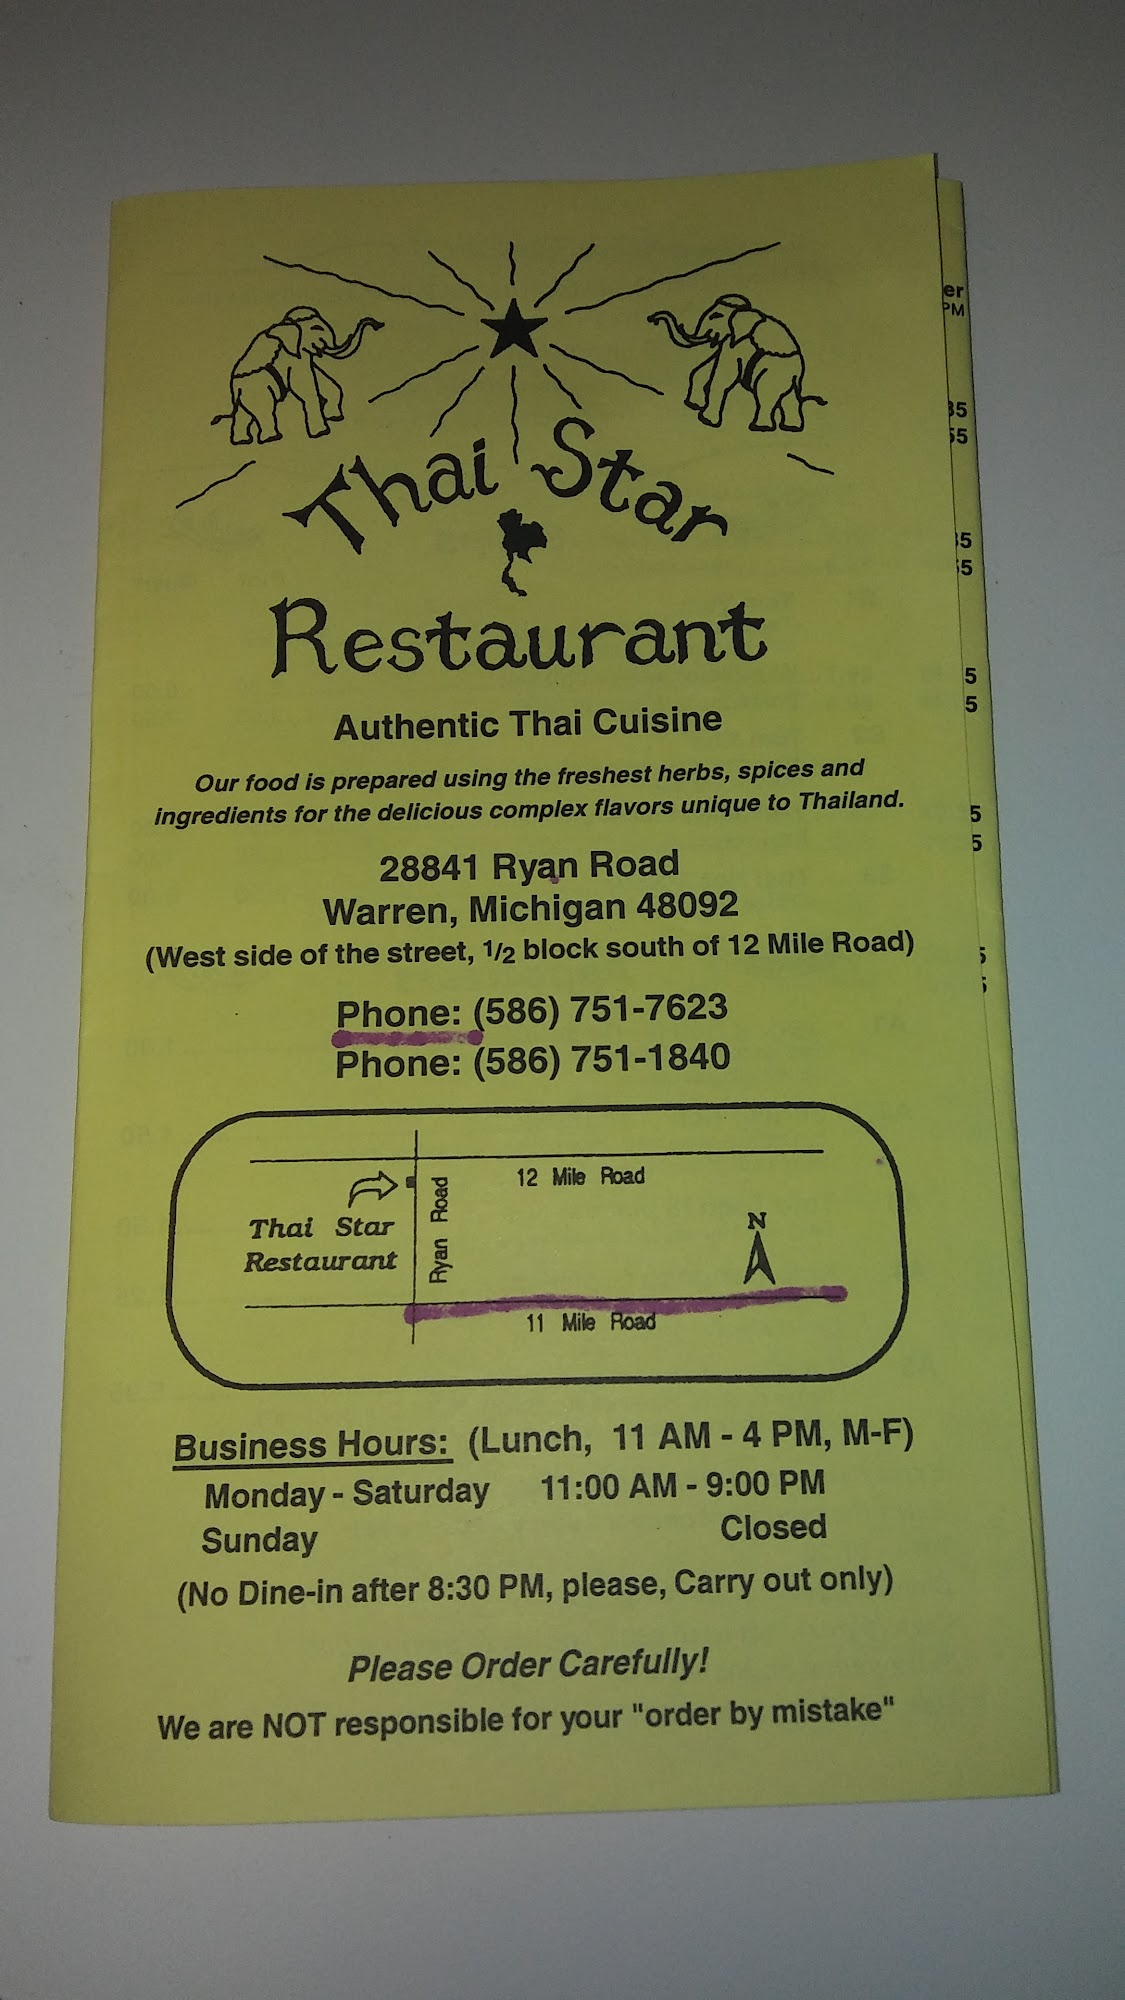 Thai Star
Restaurant
Authentic Thai Cuisine
Our food is prepared using the freshest herbs, spices and
ingredients for the delicious complex flavors unique to Thailand.
28841 Ryan Road
Warren, Michigan 48092
(West side of the street, 1/2 block south of 12 Mile Road)
Phone: (586) 751-7623
Phone: (586) 751-1840
12 Mile Road
Ryan Road
Thai Star
Restaurant
N
11 Mile Road
Business Hours: (Lunch, 11 AM - 4 PM, M-F)
Monday - Saturday 11:00 AM - 9:00 PM
Sunday Closed
(No Dine-in after 8:30 PM, please, Carry out only)
Please Order Carefully!
We are NOT responsible for your "order by mistake"